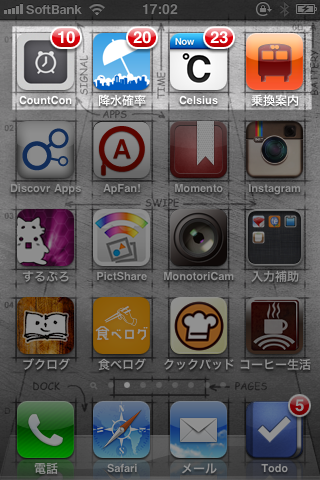 SoftBank 17:02
10 20 Now 23
℃
CountCon 降水確率 Celsius 乗換案内
SIGNAL
TIME
BATTERY
APPS
A
Discovr Apps ApFan! Momento Instagram
SWIPE
するぷろ PictShare MonotoriCam 入力補助
食べログ
ブクログ 食べログ クックパッド コーヒー生活
DOCK PAGES
5
電話 Safari メール Todo